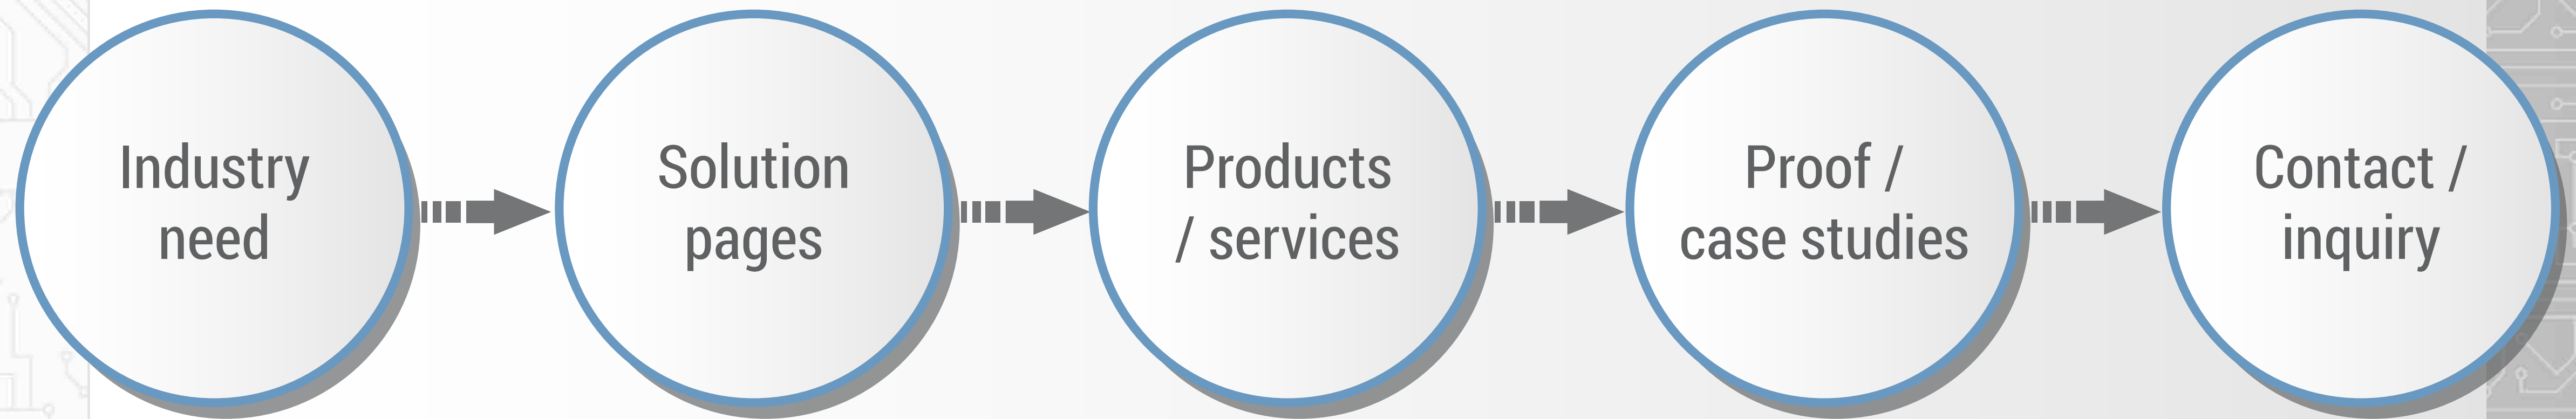 Industry
need
Solution
pages
Products
/ services
Proof /
case studies
Contact /
inquiry